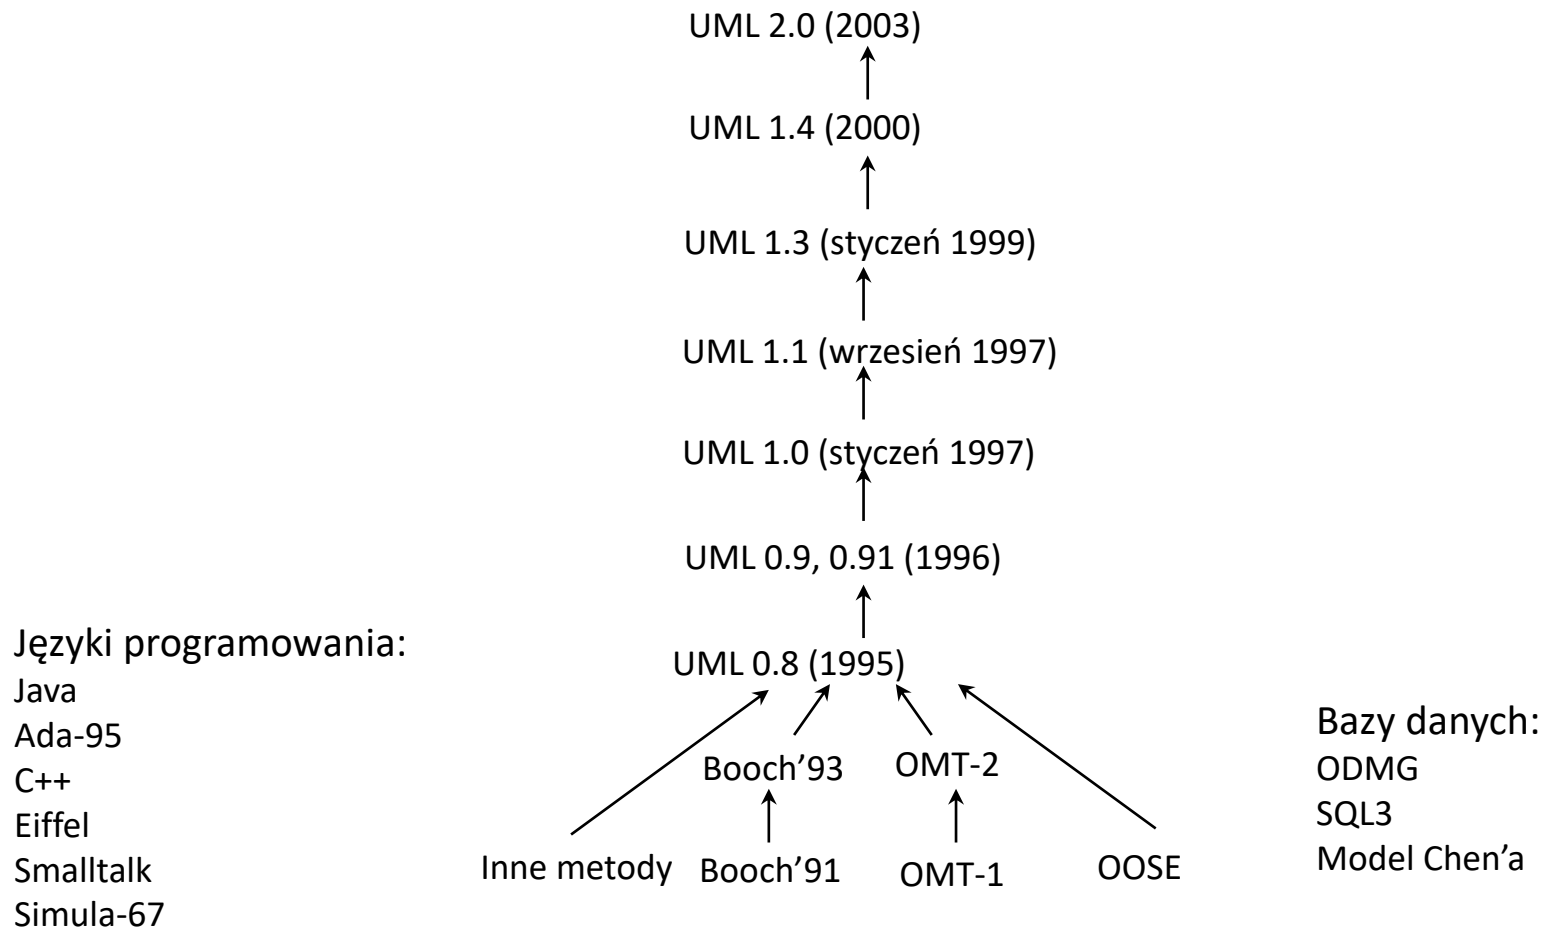 UML 2.0 (2003)
UML 1.4 (2000)
UML 1.3 (styczeń 1999)
UML 1.1 (wrzesień 1997)
UML 1.0 (styczeń 1997)
UML 0.9, 0.91 (1996)
UML 0.8 (1995)
Booch’93
OMT-2
Inne metody
Booch’91
OMT-1
OOSE
Języki programowania:
Java
Ada-95
C++
Eiffel
Smalltalk
Simula-67
Bazy danych:
ODMG
SQL3
Model Chen’a